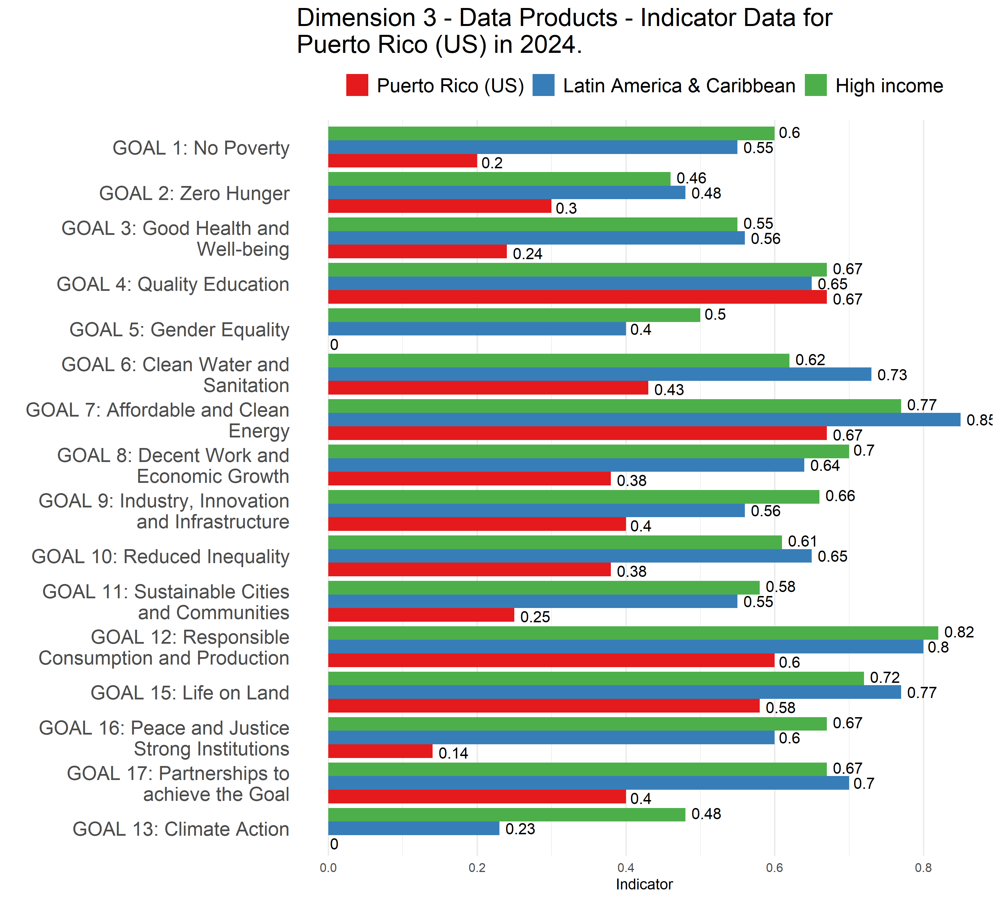 Dimension 3 - Data Products - Indicator Data for
Puerto Rico (US) in 2024.
Puerto Rico (US) Latin America & Caribbean High income
GOAL 1: No Poverty
0.6
0.55
0.2
GOAL 2: Zero Hunger
0.46
0.48
0.3
GOAL 3: Good Health and
Well-being
0.55
0.56
0.24
GOAL 4: Quality Education
0.67
0.65
0.67
GOAL 5: Gender Equality
0.5
0.4
0
GOAL 6: Clean Water and
Sanitation
0.62
0.73
0.43
GOAL 7: Affordable and Clean
Energy
0.77
0.85
0.67
GOAL 8: Decent Work and
Economic Growth
0.7
0.64
0.38
GOAL 9: Industry, Innovation
and Infrastructure
0.66
0.56
0.4
GOAL 10: Reduced Inequality
0.61
0.65
0.38
GOAL 11: Sustainable Cities
and Communities
0.58
0.55
0.25
GOAL 12: Responsible
Consumption and Production
0.82
0.8
0.6
GOAL 15: Life on Land
0.72
0.77
0.58
GOAL 16: Peace and Justice
Strong Institutions
0.67
0.6
0.14
GOAL 17: Partnerships to
achieve the Goal
0.67
0.7
0.4
GOAL 13: Climate Action
0.48
0.23
0
0.0 0.2 0.4 0.6 0.8
Indicator